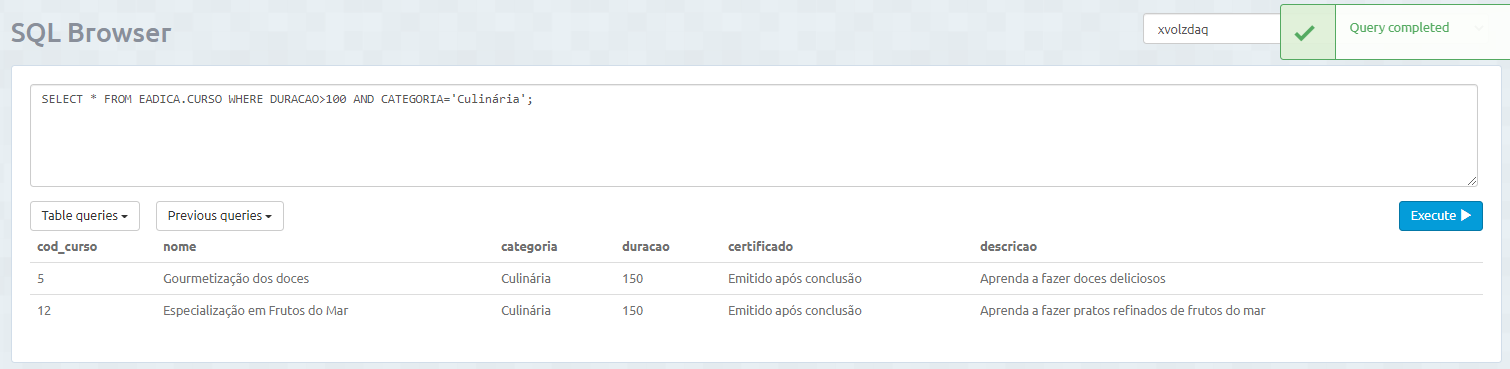 SQL Browser
xvolzdaq
Query completed
SELECT * FROM EADICA.CURSO WHERE DURACAO>100 AND CATEGORIA='Culinária';
Table queries
Previous queries
Execute
cod_curso nome categoria duracao certificado descricao
5 Gourmetização dos doces Culinária 150 Emitido após conclusão Aprenda a fazer doces deliciosos
12 Especialização em Frutos do Mar Culinária 150 Emitido após conclusão Aprenda a fazer pratos refinados de frutos do mar